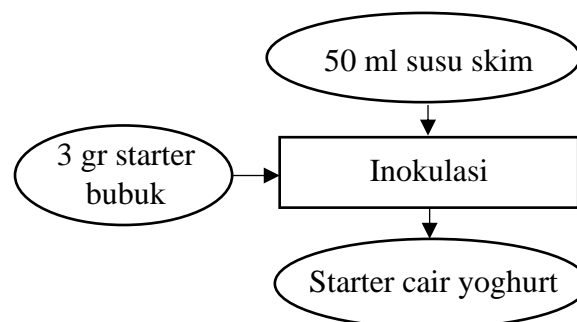 50 ml susu skim
3 gr starter
bubuk
Inokulasi
Starter cair yoghurt